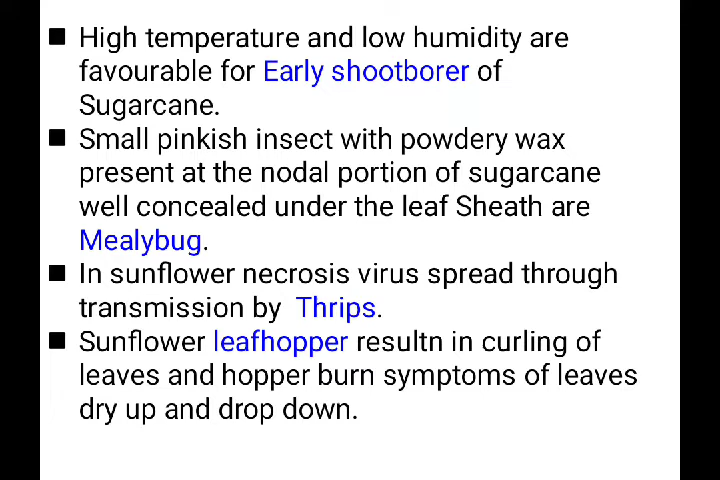 ■ High temperature and low humidity are
favourable for Early shootborer of
Sugarcane.
■ Small pinkish insect with powdery wax
present at the nodal portion of sugarcane
well concealed under the leaf Sheath are
Mealybug.
■ In sunflower necrosis virus spread through
transmission by Thrips.
■ Sunflower leafhopper resultn in curling of
leaves and hopper burn symptoms of leaves
dry up and drop down.